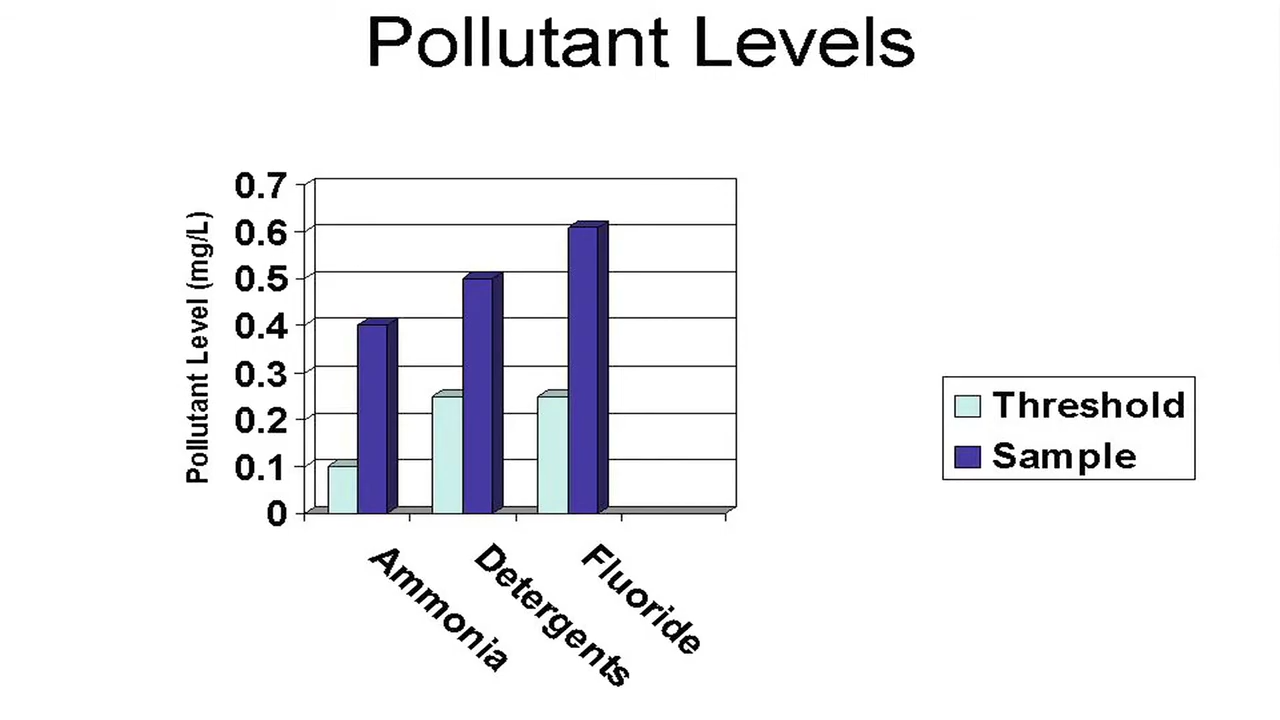 Pollutant Levels
Pollutant Level (mg/L)
0.7
0.6
0.5
0.4
0.3
0.2
0.1
0
Ammonia
Detergents
Fluoride
Threshold
Sample